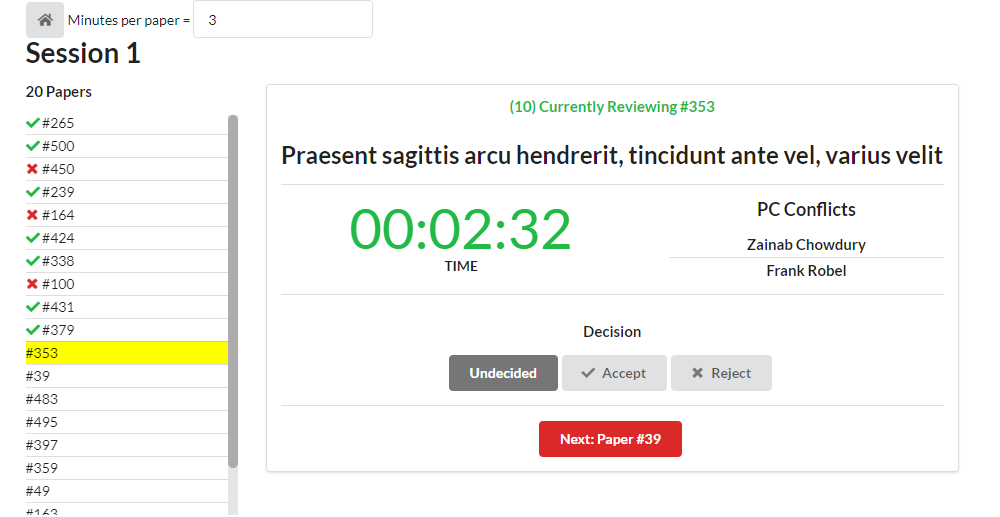 Minutes per paper = 3
Session 1
20 Papers
#265
#500
#450
#239
#164
#424
#338
#100
#431
#379
#353
#39
#483
#495
#397
#359
#49
#163
(10) Currently Reviewing #353
Praesent sagittis arcu hendrerit, tincidunt ante vel, varius velit
00:02:32
TIME
PC Conflicts
Zainab Chowdury
Frank Robel
Decision
Undecided Accept Reject
Next: Paper #39